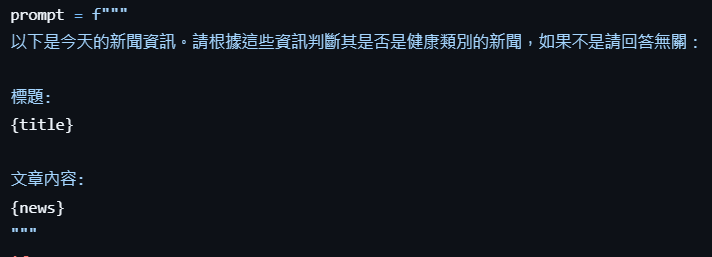 prompt = f"""
以下是今天的新聞資訊。請根據這些資訊判斷其是否是健康類別的新聞，如果不是請回答無關：
標題:
{title}
文章內容:
{news}
"""